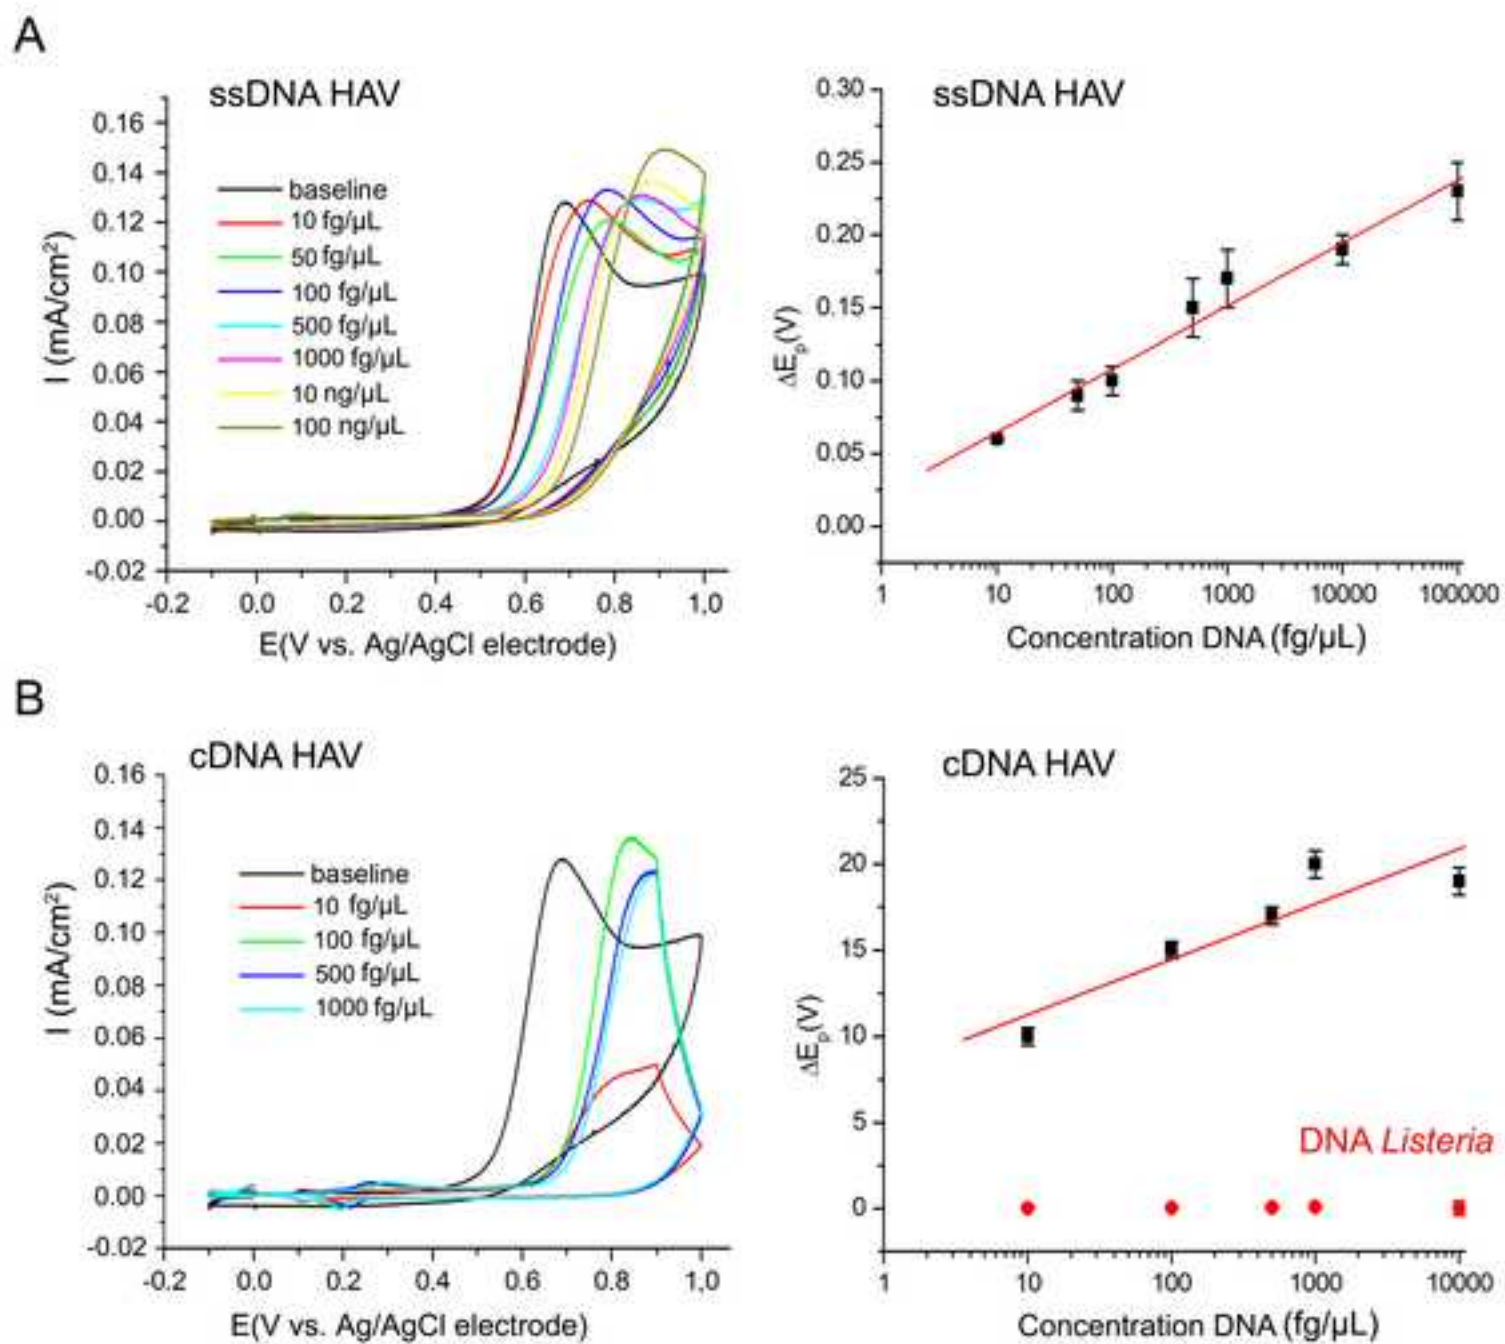 A
ssDNA HAV
0.16
0.14
0.12
0.10
0.08
0.06
0.04
0.02
0.00
-0.02
I (mA/cm²)
baseline
10 fg/µL
50 fg/µL
100 fg/µL
500 fg/µL
1000 fg/µL
10 ng/µL
100 ng/µL
-0.2 0.0 0.2 0.4 0.6 0.8 1,0
E(V vs. Ag/AgCl electrode)
ssDNA HAV
0.30
0.25
0.20
0.15
0.10
0.05
0.00
ΔEp(V)
1 10 100 1000 10000 100000
Concentration DNA (fg/µL)
B
cDNA HAV
0.16
0.14
0.12
0.10
0.08
0.06
0.04
0.02
0.00
-0.02
I (mA/cm²)
baseline
10 fg/µL
100 fg/µL
500 fg/µL
1000 fg/µL
-0.2 0.0 0.2 0.4 0.6 0.8 1,0
E(V vs. Ag/AgCl electrode)
cDNA HAV
25
20
15
10
5
0
ΔEp(V)
DNA Listeria
1 10 100 1000 10000
Concentration DNA (fg/µL)